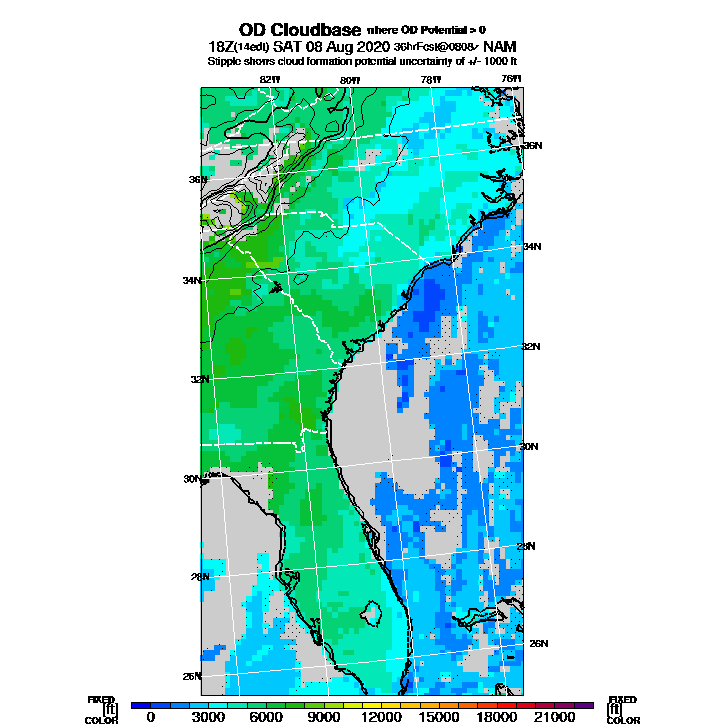 OD Cloudbase where OD Potential > 0
18Z(14edt) SAT 08 Aug 2020 36hrFcst@0808z NAM
Stipple shows cloud formation potential uncertainty of +/- 1000 ft
82W 80W 78W 76W
36N 36N
34N 34N
32N 32N
30N 30N
28N 28N
26N 26N
FIXED FIXED
[ft] [ft]
COLOR COLOR
0 3000 6000 9000 12000 15000 18000 21000